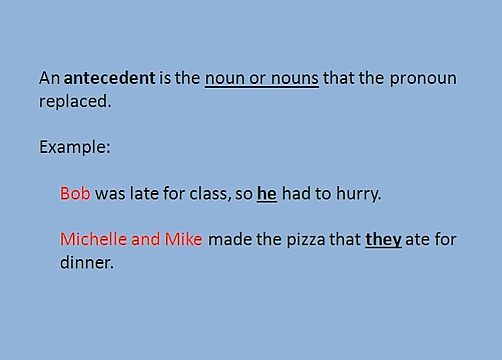 An antecedent is the noun or nouns that the pronoun
replaced.
Example:
Bob was late for class, so he had to hurry.
Michelle and Mike made the pizza that they ate for
dinner.